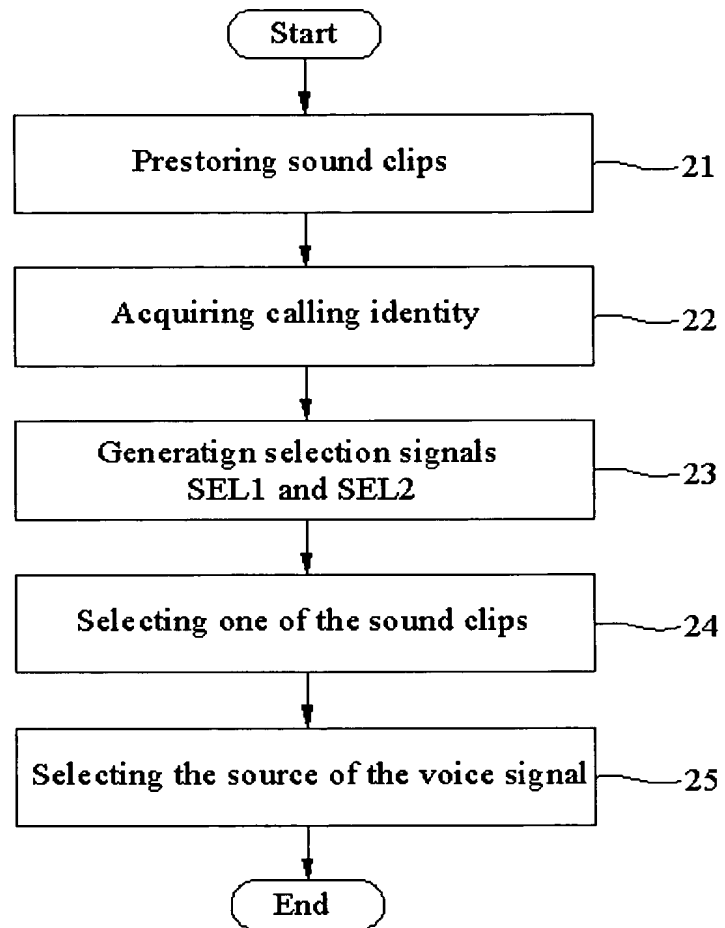 Start
Prestoring sound clips
21
Acquiring calling identity
22
Generatign selection signals
SEL1 and SEL2
23
Selecting one of the sound clips
24
Selecting the source of the voice signal
25
End